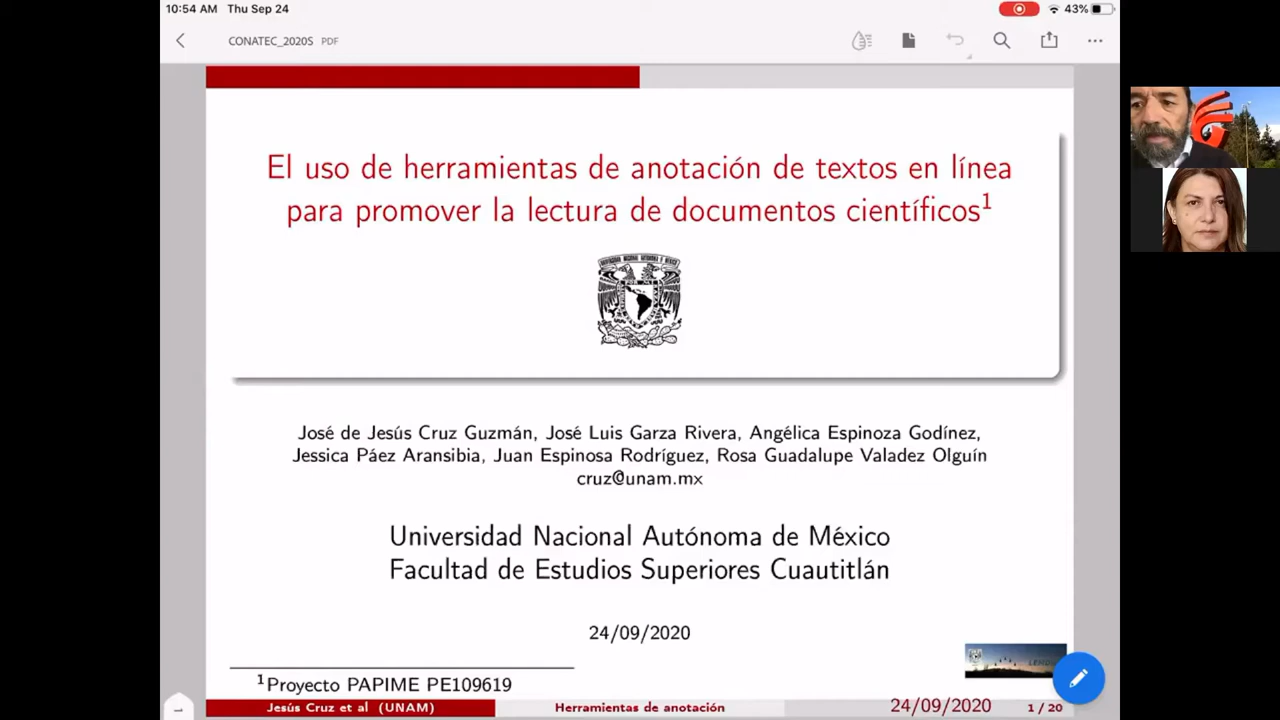 10:54 AM Thu Sep 24
43%
CONATEC_2020S PDF
El uso de herramientas de anotación de textos en línea
para promover la lectura de documentos científicos¹
José de Jesús Cruz Guzmán, José Luis Garza Rivera, Angélica Espinoza Godínez,
Jessica Páez Aransibia, Juan Espinosa Rodríguez, Rosa Guadalupe Valadez Olguín
cruz@unam.mx
Universidad Nacional Autónoma de México
Facultad de Estudios Superiores Cuautitlán
24/09/2020
¹Proyecto PAPIME PE109619
Jesús Cruz et al (UNAM) Herramientas de anotación 24/09/2020 1 / 20